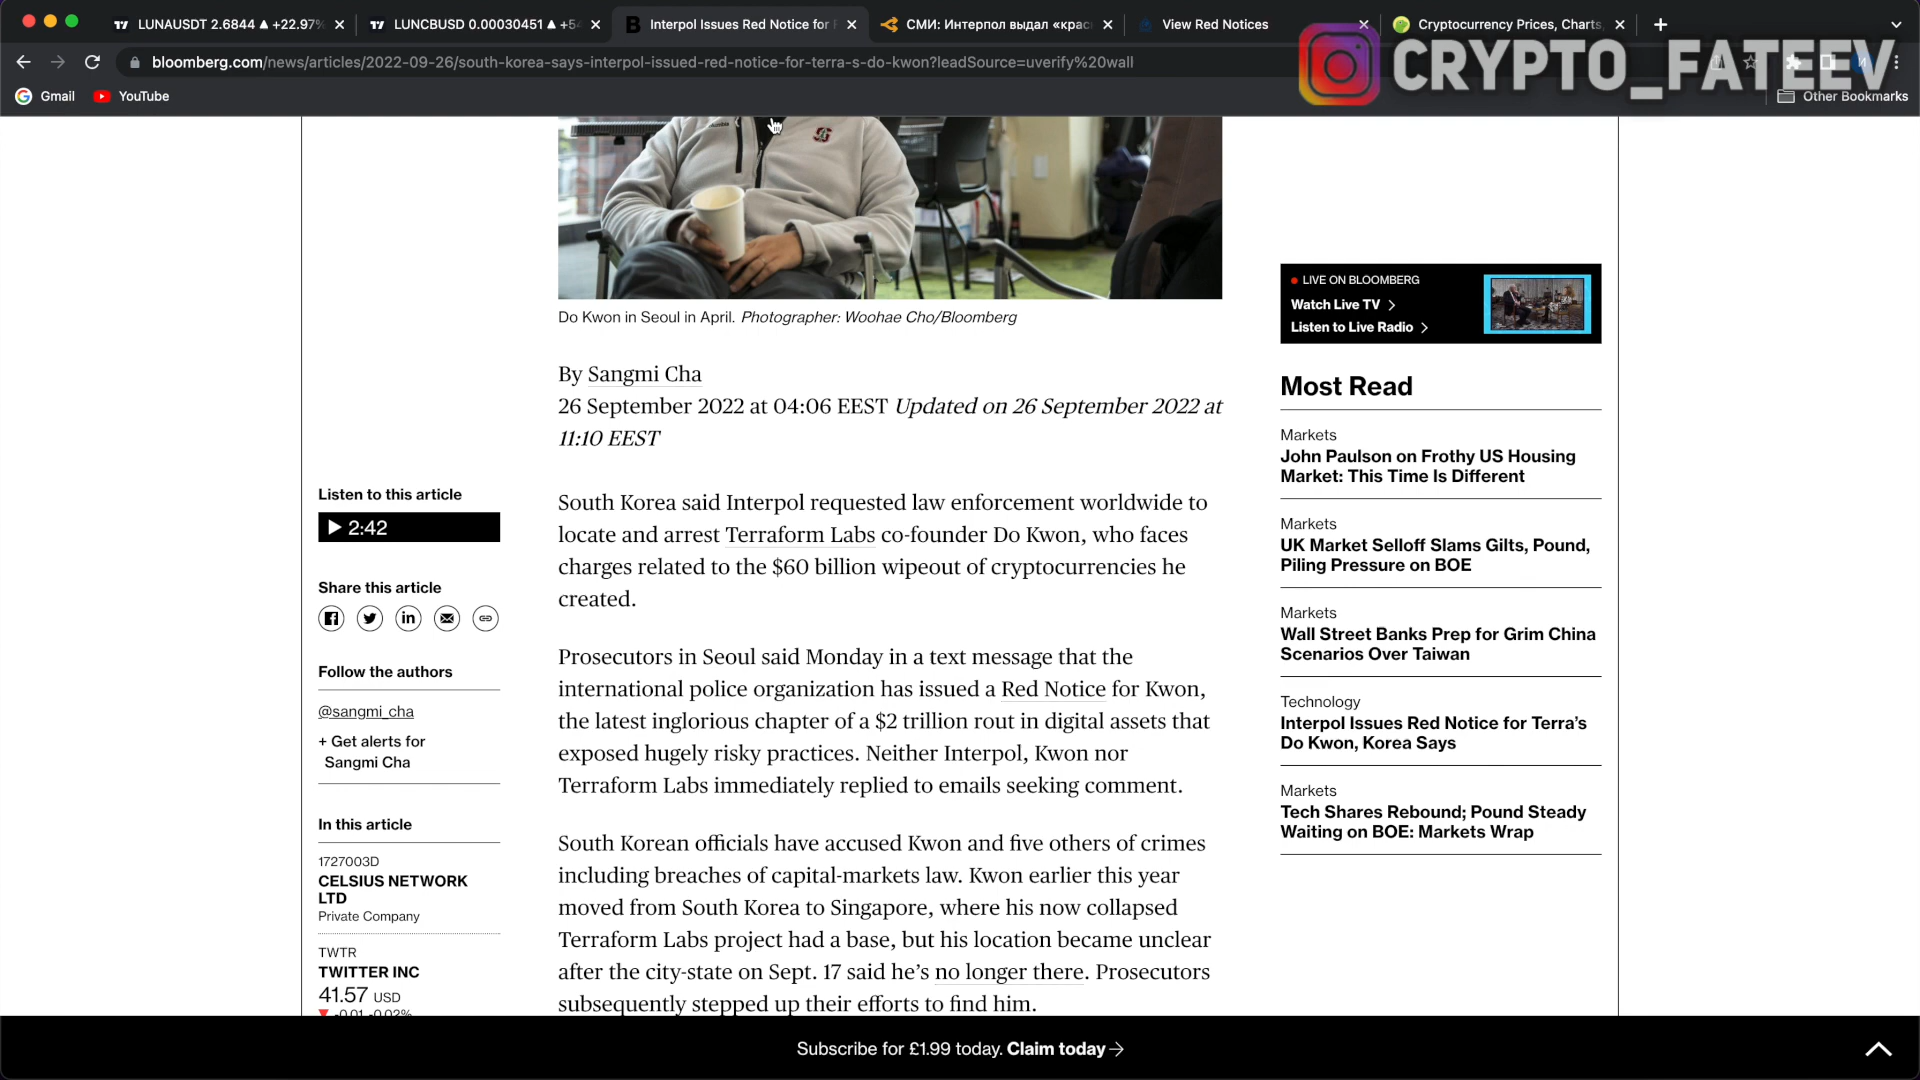 LUNAUSDT 2.6844 ▲ +22.97%
LUNCBUSD 0.00030451 ▲ +5
Interpol Issues Red Notice for
СМИ: Интерпол выдал «крас
View Red Notices
Cryptocurrency Prices, Charts,
bloomberg.com/news/articles/2022-09-26/south-korea-says-interpol-issued-red-notice-for-terra-s-do-kwon?leadSource=uverify%20wall
CRYPTO_FATEEV
Gmail
YouTube
Other Bookmarks
Do Kwon in Seoul in April. Photographer: Woohae Cho/Bloomberg
By Sangmi Cha
26 September 2022 at 04:06 EEST Updated on 26 September 2022 at
11:10 EEST
Listen to this article
2:42
Share this article
Follow the authors
@sangmi_cha
+ Get alerts for
Sangmi Cha
In this article
1727003D
CELSIUS NETWORK
LTD
Private Company
TWTR
TWITTER INC
41.57 USD
-0.01 -0.02%
South Korea said Interpol requested law enforcement worldwide to
locate and arrest Terraform Labs co-founder Do Kwon, who faces
charges related to the $60 billion wipeout of cryptocurrencies he
created.
Prosecutors in Seoul said Monday in a text message that the
international police organization has issued a Red Notice for Kwon,
the latest inglorious chapter of a $2 trillion rout in digital assets that
exposed hugely risky practices. Neither Interpol, Kwon nor
Terraform Labs immediately replied to emails seeking comment.
South Korean officials have accused Kwon and five others of crimes
including breaches of capital-markets law. Kwon earlier this year
moved from South Korea to Singapore, where his now collapsed
Terraform Labs project had a base, but his location became unclear
after the city-state on Sept. 17 said he's no longer there. Prosecutors
subsequently stepped up their efforts to find him.
LIVE ON BLOOMBERG
Watch Live TV
Listen to Live Radio
Most Read
Markets
John Paulson on Frothy US Housing
Market: This Time Is Different
Markets
UK Market Selloff Slams Gilts, Pound,
Piling Pressure on BOE
Markets
Wall Street Banks Prep for Grim China
Scenarios Over Taiwan
Technology
Interpol Issues Red Notice for Terra's
Do Kwon, Korea Says
Markets
Tech Shares Rebound; Pound Steady
Waiting on BOE: Markets Wrap
Subscribe for £1.99 today. Claim today